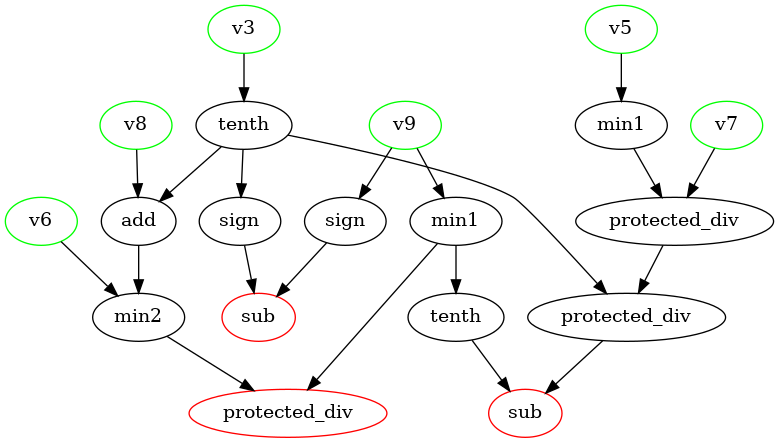 v3
v5
v8
tenth
v9
min1
v7
v6
add
sign
sign
min1
protected_div
min2
sub
tenth
protected_div
protected_div
sub